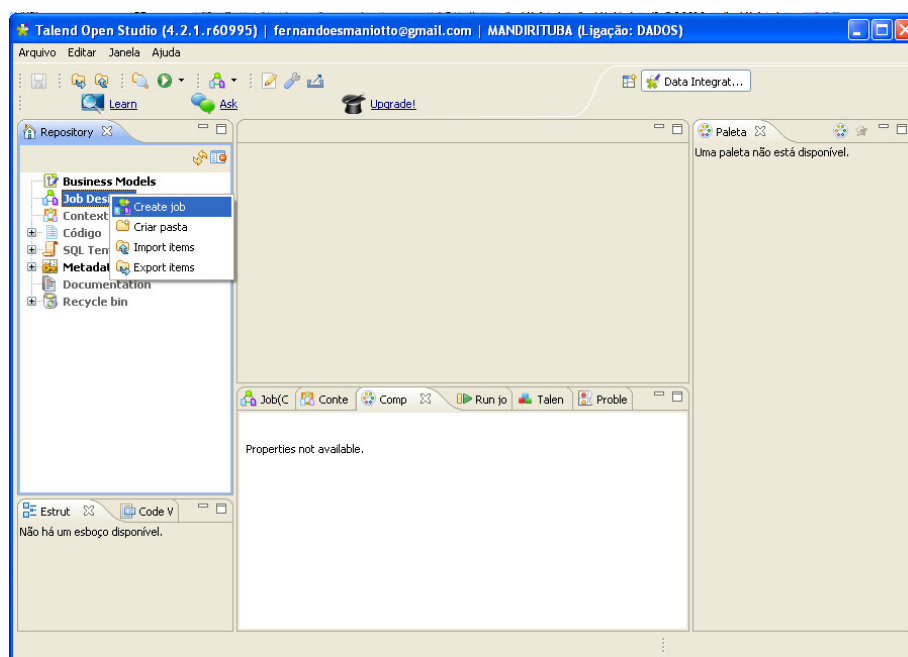 Talend Open Studio (4.2.1.r60995) | fernandoesmaniotto@gmail.com | MANDIRITUBA (Ligação: DADOS)
Arquivo Editar Janela Ajuda
Data Integrat...
Learn Ask Upgrade!
Repository
Paleta
Uma paleta não está disponível.
Business Models
Job Des
Create job
Context
Criar pasta
Código
Import items
SQL Tem
Metadat
Export items
Documentation
Recycle bin
Job(C Conte Comp Run jo Talen Proble
Properties not available.
Estrut Code V
Não há um esboço disponível.